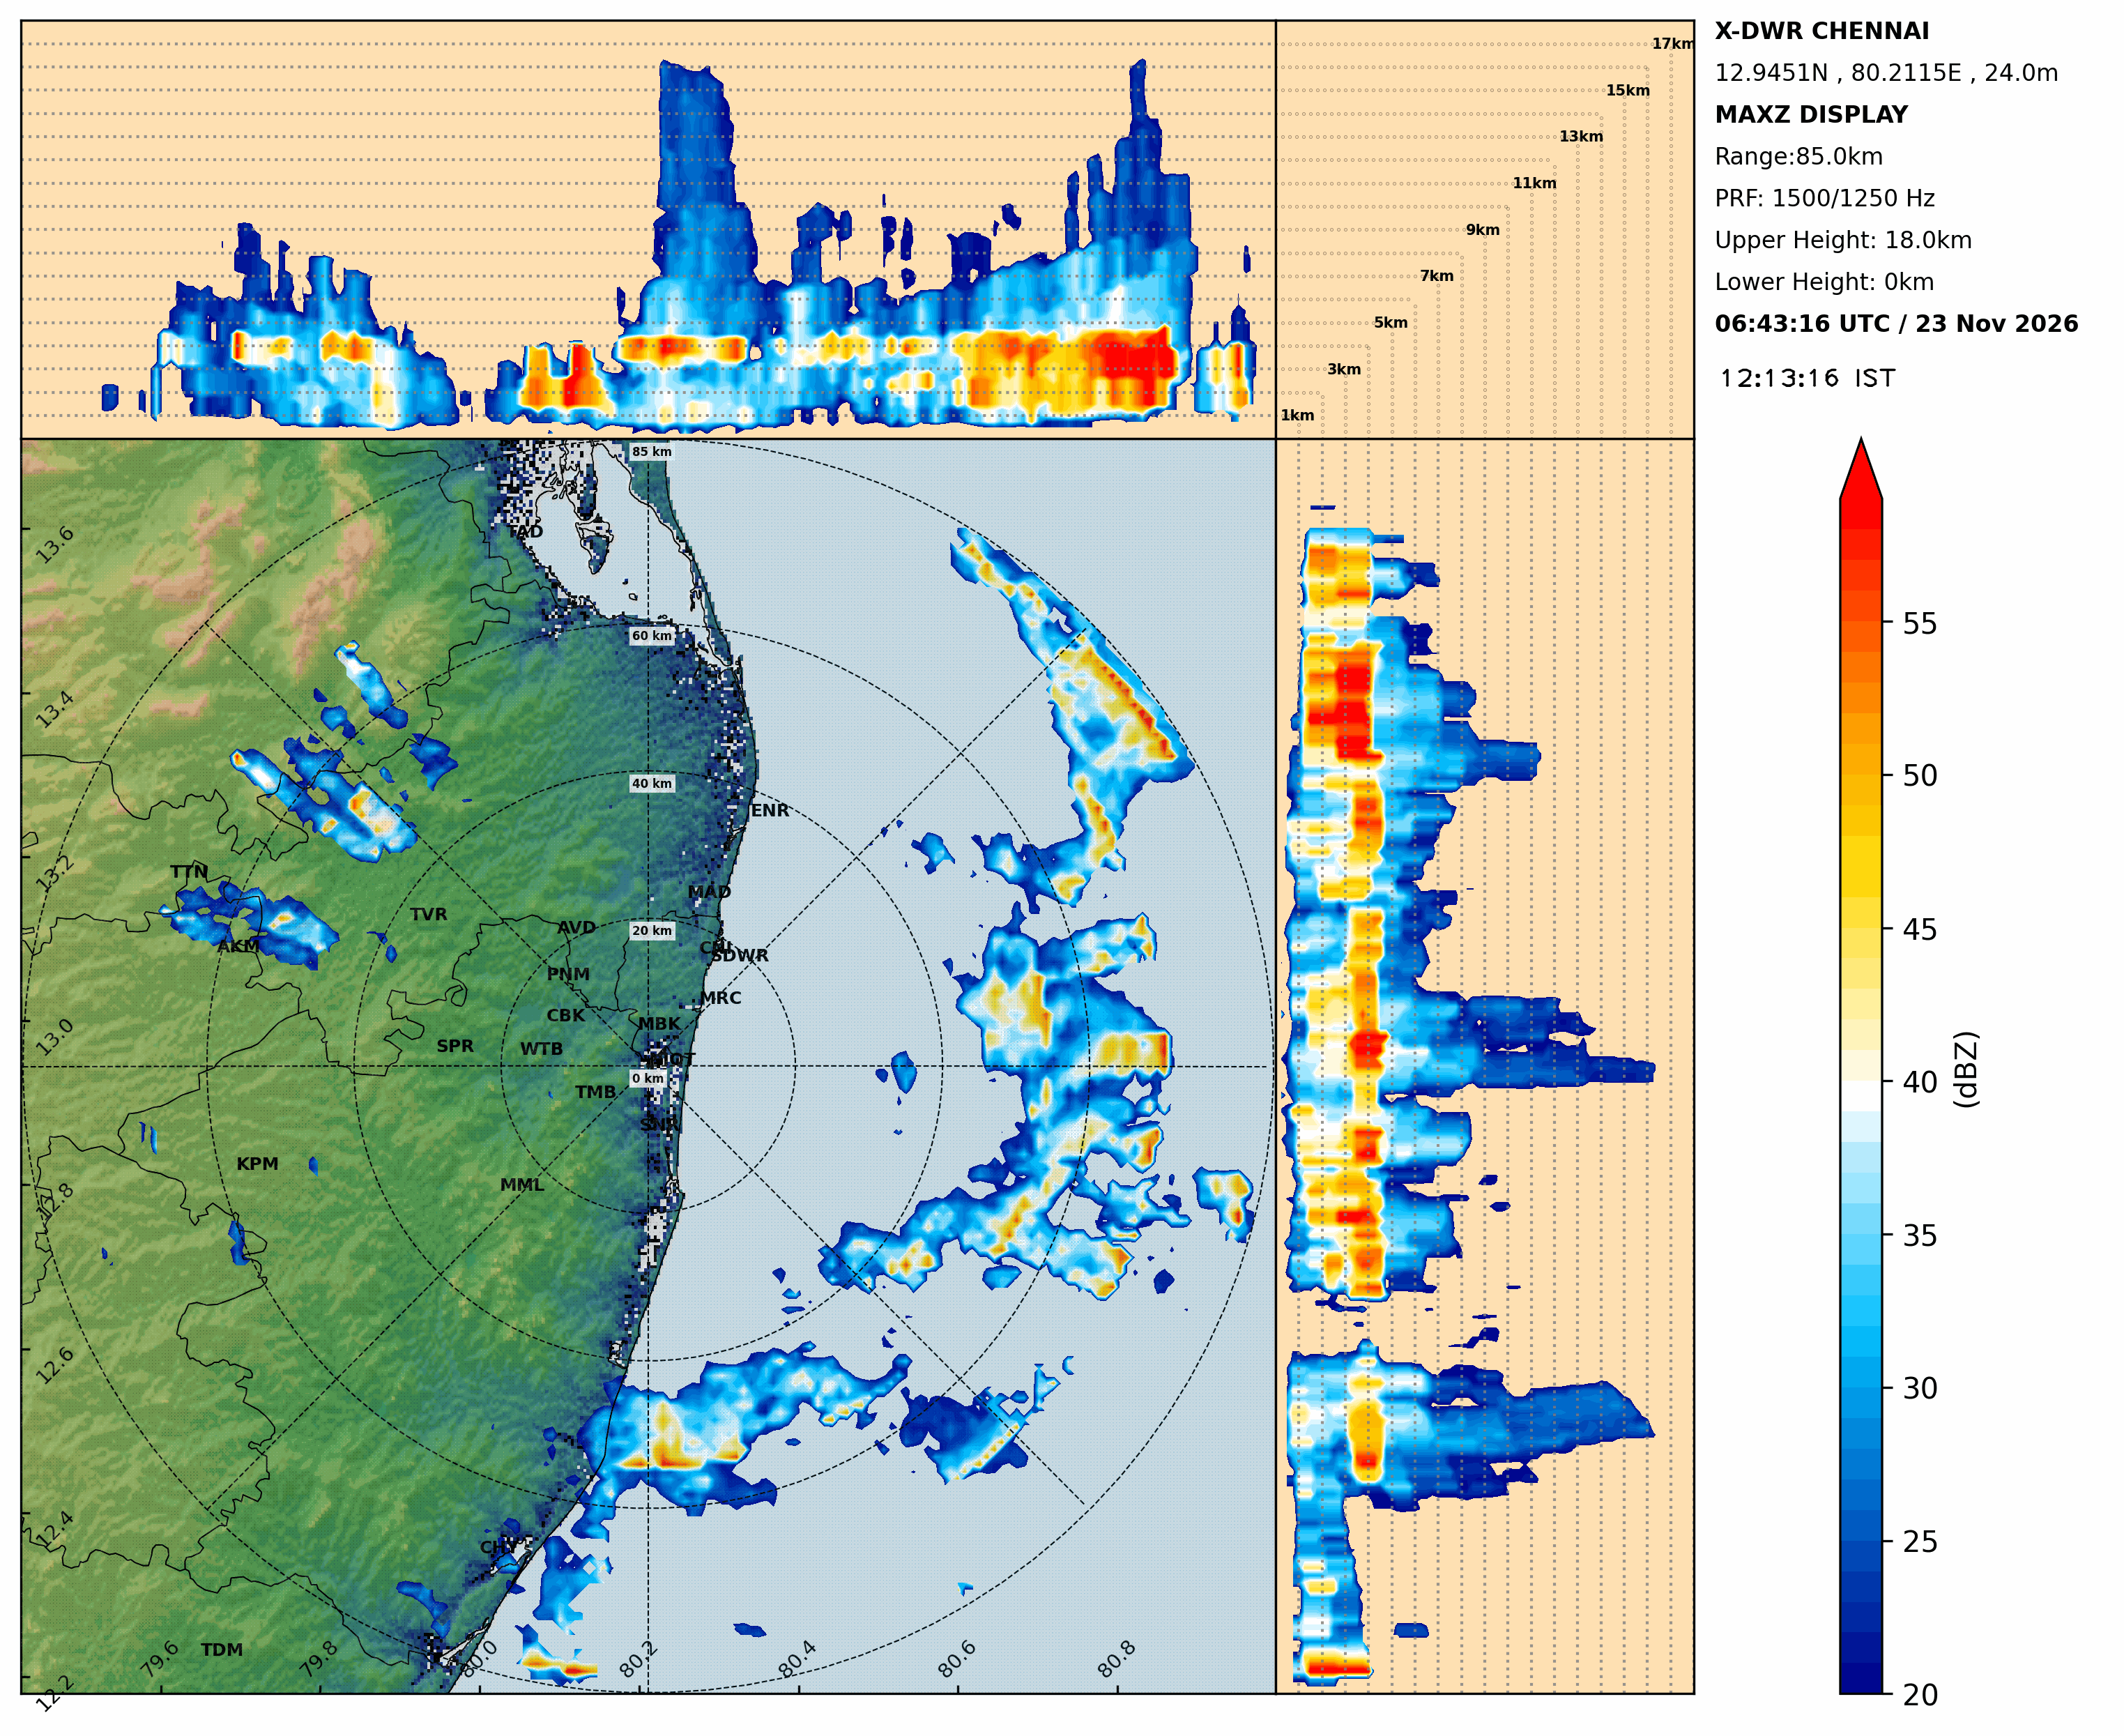 X-DWR CHENNAI
12.9451N , 80.2115E , 24.0m
MAXZ DISPLAY
Range:85.0km
PRF: 1500/1250 Hz
Upper Height: 18.0km
Lower Height: 0km
06:43:16 UTC / 23 Nov 2026
12:13:16 IST
17km
15km
13km
11km
9km
7km
5km
3km
1km
85 km
TAD
13.6
60 km
13.4
40 km
ENR
13.2
TTN
MAD
TVR
AVD
20 km
AKM
CNI
SDWR
PNM
MRC
CBK
MBK
13.0
SPR
WTB
MOT
0 km
TMB
SNR
KPM
MML
12.8
12.6
12.4
CHY
TDM
79.6
79.8
80.0
80.2
80.4
80.6
80.8
12.2
55
50
45
40
35
30
25
20
(dBZ)